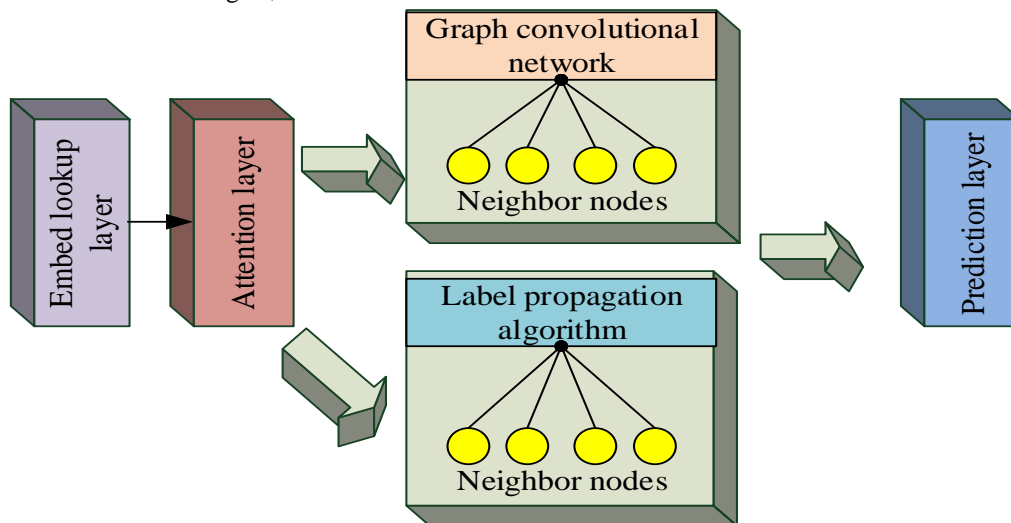 Graph convolutional
network
Neighbor nodes
Embed lookup
layer
Attention layer
Label propagation
algorithm
Neighbor nodes
Prediction layer